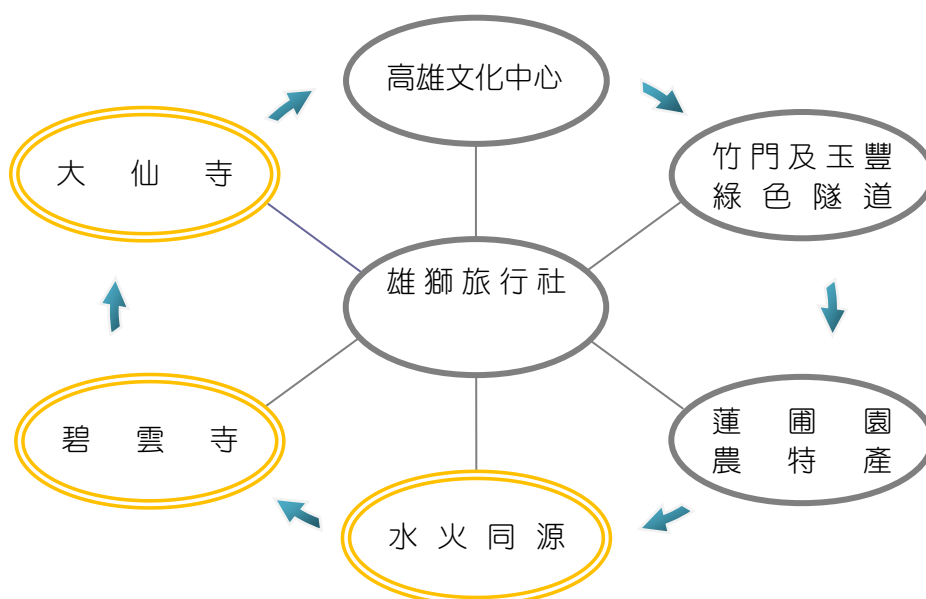 高雄文化中心
竹門及玉豐
綠色隧道
大仙寺
雄獅旅行社
蓮圃園
農特產
碧雲寺
水火同源